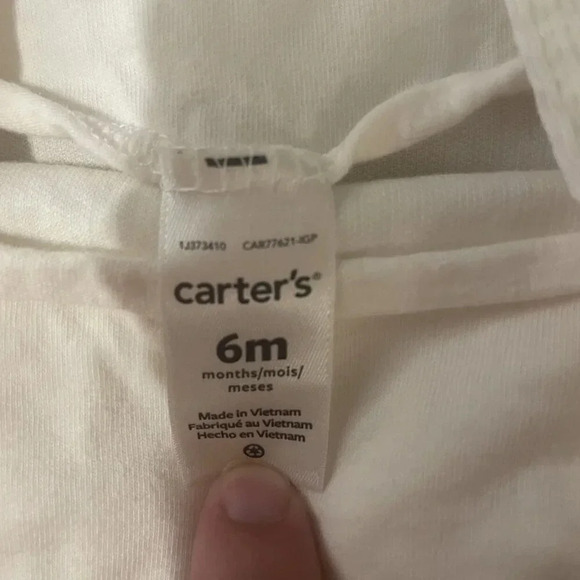 1J373410 CAR77621-IGP
carter's®
6m
months/mois/
meses
Made in Vietnam
Fabriqué au Vietnam
Hecho en Vietnam